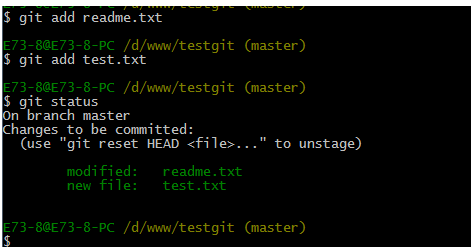 $ git add readme.txt
E73-8@E73-8-PC /d/www/testgit (master)
$ git add test.txt
E73-8@E73-8-PC /d/www/testgit (master)
$ git status
On branch master
Changes to be committed:
  (use "git reset HEAD <file>..." to unstage)
        modified:   readme.txt
        new file:   test.txt
E73-8@E73-8-PC /d/www/testgit (master)
$